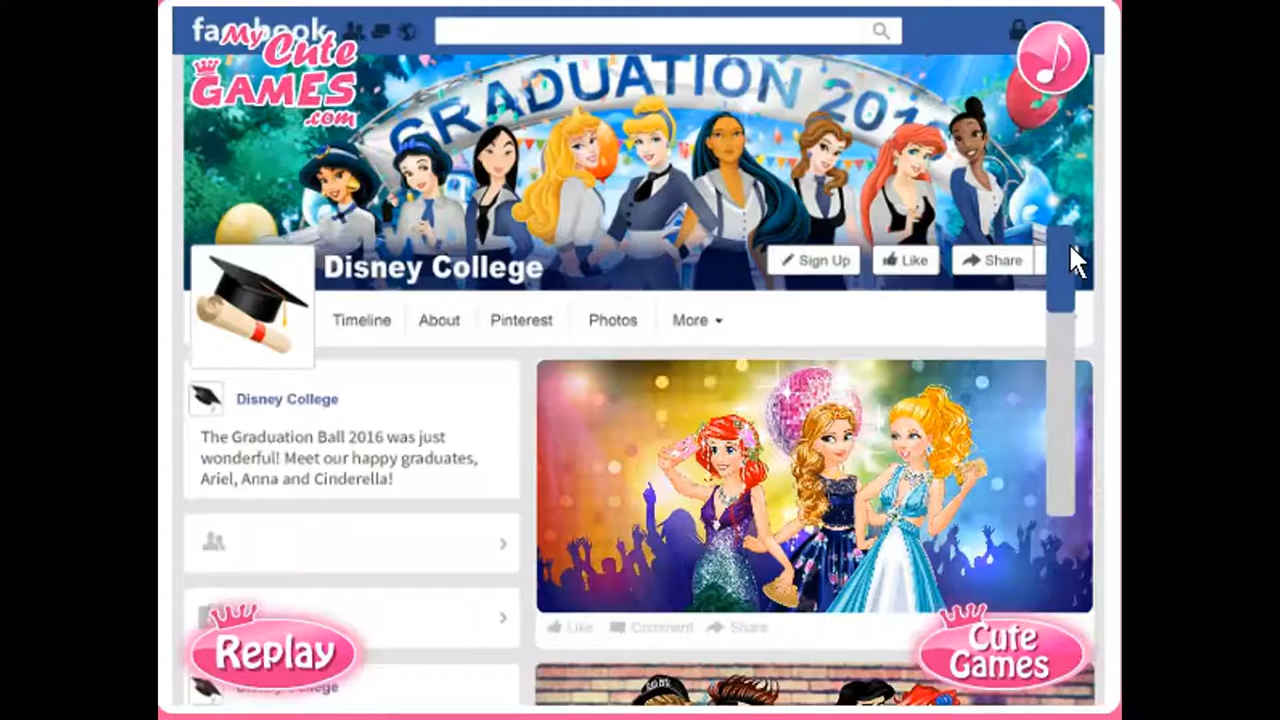 My Cute
GAMES
.com
GRADUATION
Disney College
Sign Up
Like
Share
Timeline
About
Pinterest
Photos
More
Disney College
The Graduation Ball 2016 was just
wonderful! Meet our happy graduates,
Ariel, Anna and Cinderella!
Like
Comment
Share
Replay
Cute
Games
Disney College